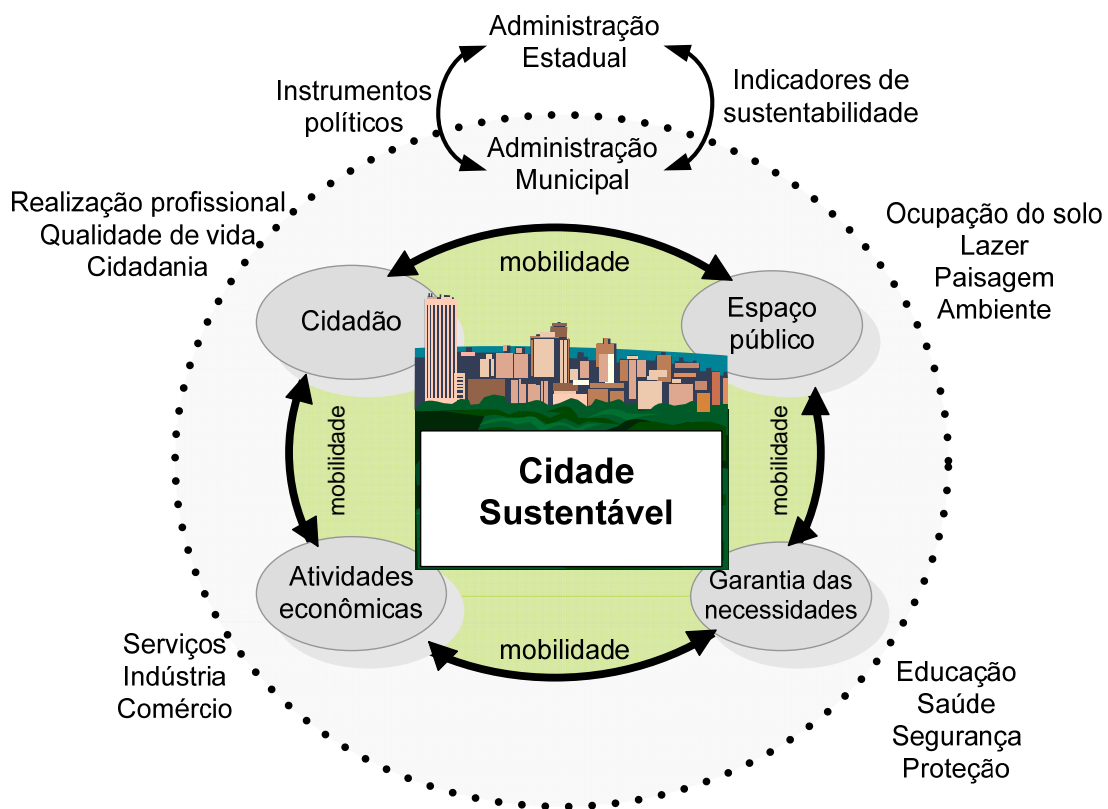 Administração
Estadual
Instrumentos
políticos
Indicadores de
sustentabilidade
Administração
Municipal
Realização profissional
Qualidade de vida
Cidadania
Ocupação do solo
Lazer
Paisagem
Ambiente
mobilidade
Cidadão
Espaço
público
mobilidade
mobilidade
Cidade
Sustentável
Atividades
econômicas
Garantia das
necessidades
mobilidade
Serviços
Indústria
Comércio
Educação
Saúde
Segurança
Proteção